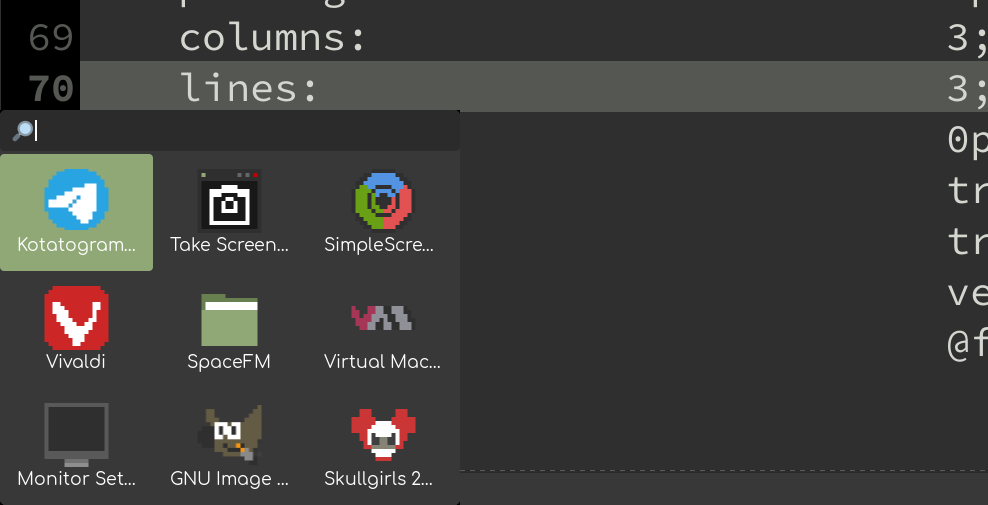 69 columns: 3;
70 lines: 3;
0p
tr
tr
ve
@f
Kotatogram... Take Screen... SimpleScre...
Vivaldi SpaceFM Virtual Mac...
Monitor Set... GNU Image ... Skullgirls 2...